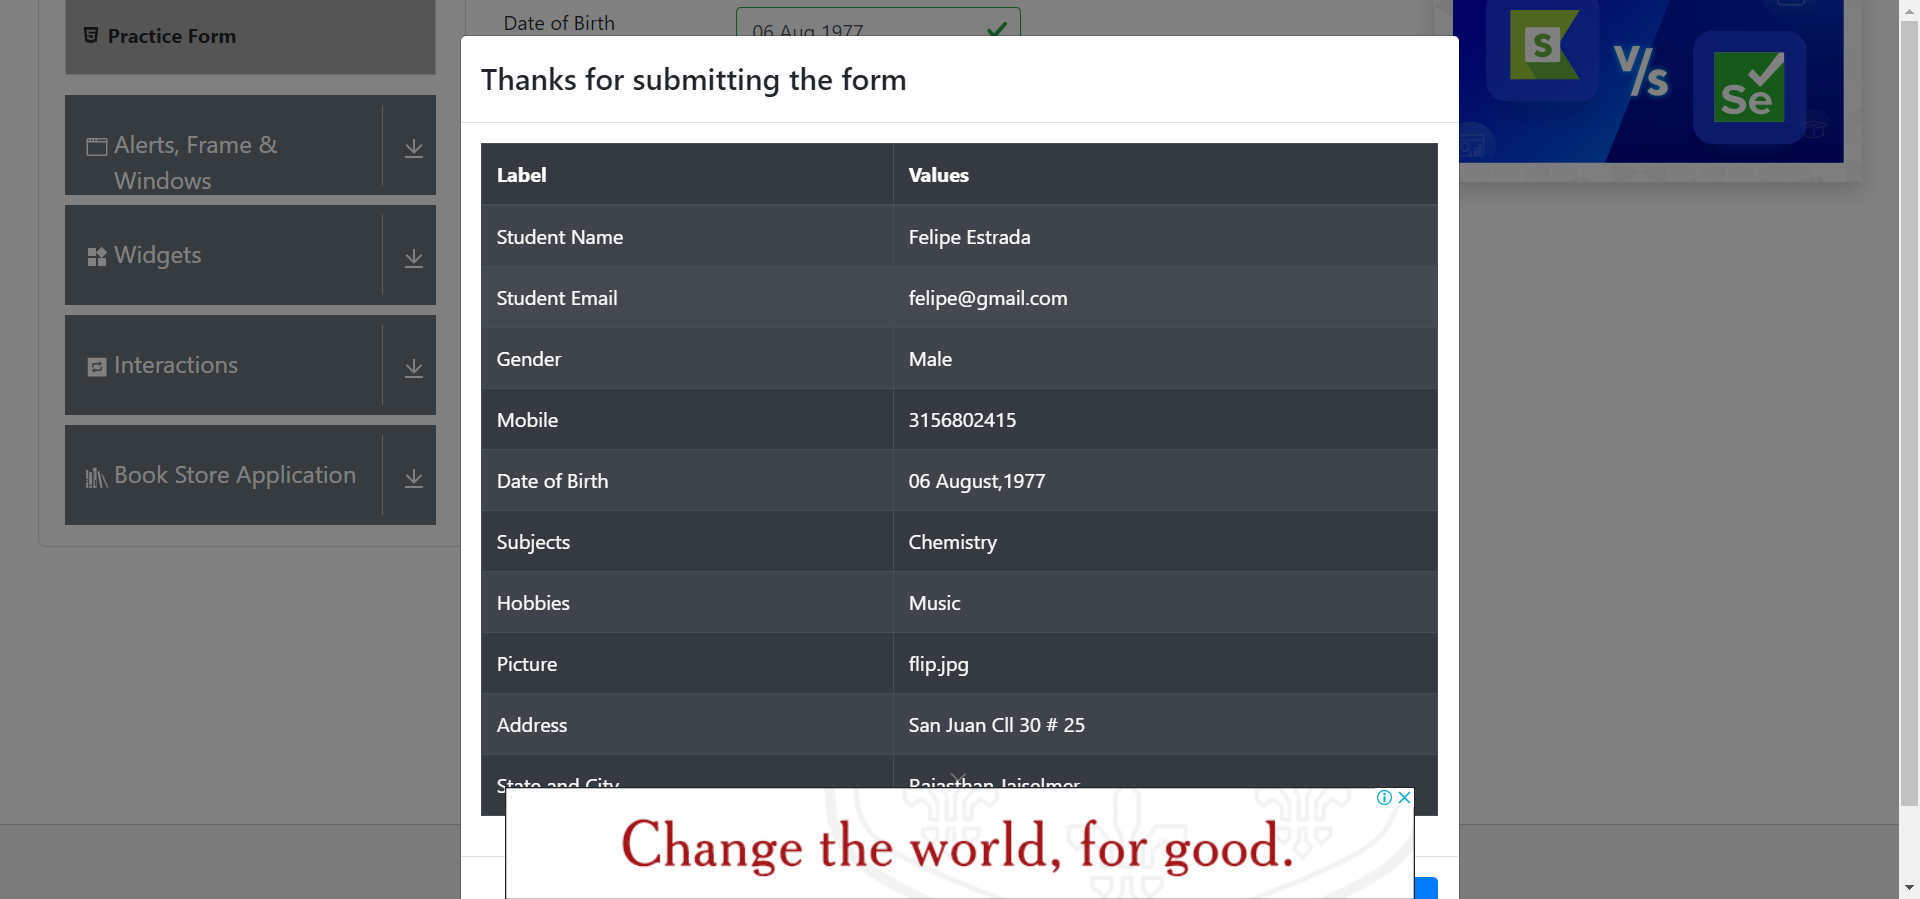 Practice Form
Date of Birth
06 Aug 1977
Thanks for submitting the form
S V/S Se
Alerts, Frame &
Windows
Widgets
Interactions
Book Store Application
Label Values
Student Name Felipe Estrada
Student Email felipe@gmail.com
Gender Male
Mobile 3156802415
Date of Birth 06 August,1977
Subjects Chemistry
Hobbies Music
Picture flip.jpg
Address San Juan Cll 30 # 25
State and City Rajasthan Jaiselmer
Change the world, for good.